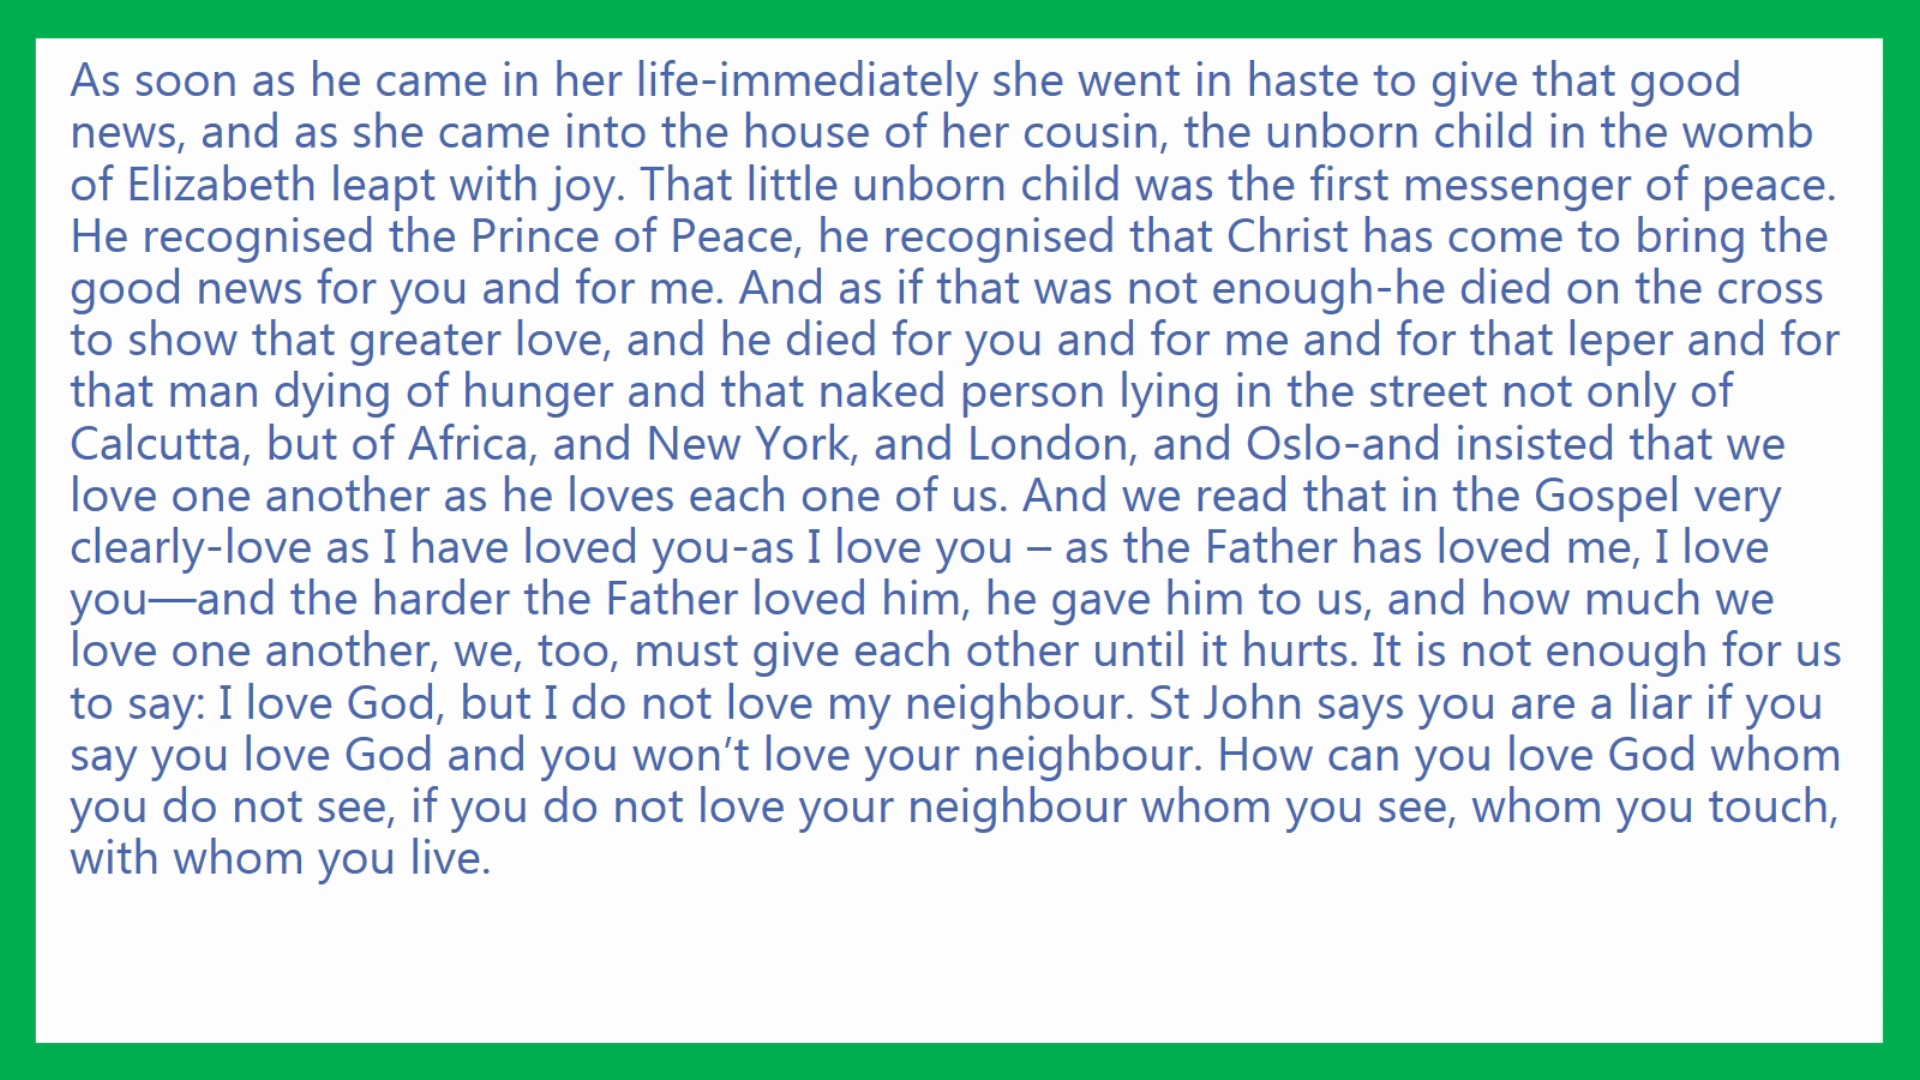 As soon as he came in her life-immediately she went in haste to give that good
news, and as she came into the house of her cousin, the unborn child in the womb
of Elizabeth leapt with joy. That little unborn child was the first messenger of peace.
He recognised the Prince of Peace, he recognised that Christ has come to bring the
good news for you and for me. And as if that was not enough-he died on the cross
to show that greater love, and he died for you and for me and for that leper and for
that man dying of hunger and that naked person lying in the street not only of
Calcutta, but of Africa, and New York, and London, and Oslo-and insisted that we
love one another as he loves each one of us. And we read that in the Gospel very
clearly-love as I have loved you-as I love you – as the Father has loved me, I love
you—and the harder the Father loved him, he gave him to us, and how much we
love one another, we, too, must give each other until it hurts. It is not enough for us
to say: I love God, but I do not love my neighbour. St John says you are a liar if you
say you love God and you won’t love your neighbour. How can you love God whom
you do not see, if you do not love your neighbour whom you see, whom you touch,
with whom you live.